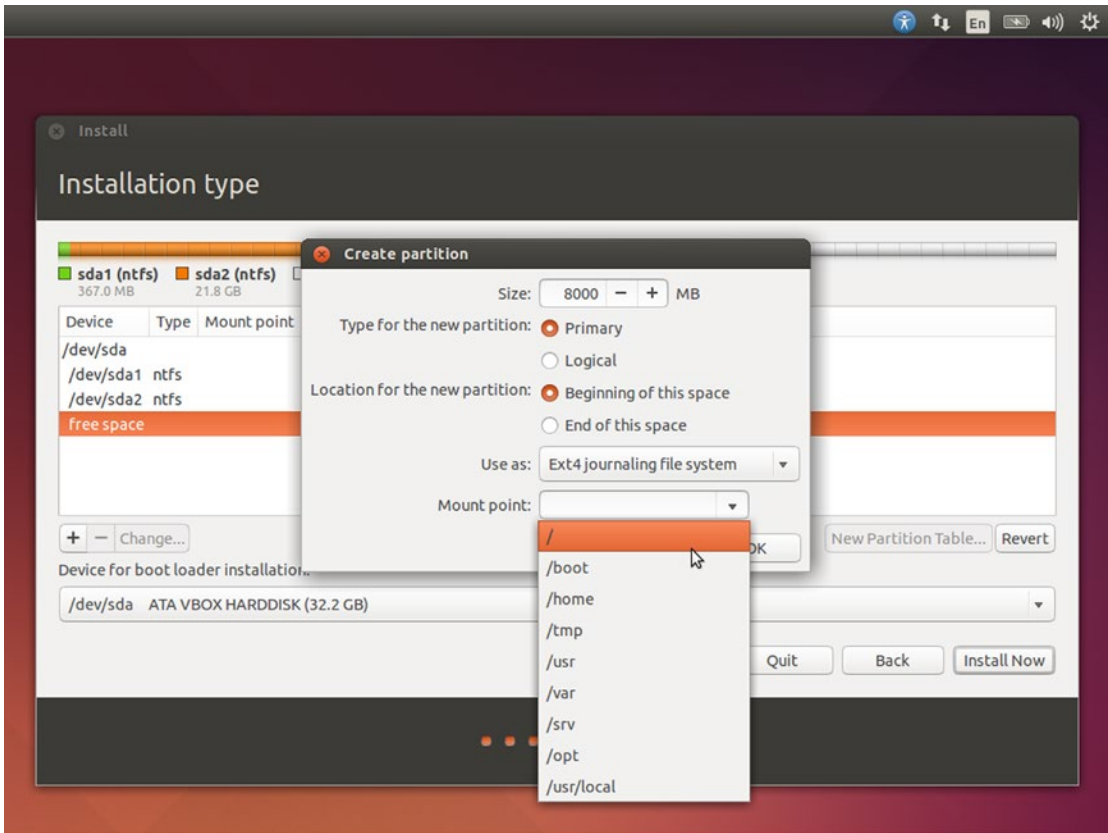 En
Install
Installation type
Create partition
sda1 (ntfs) sda2 (ntfs)
367.0 MB 21.8 GB
Size: 8000 − + MB
Device Type Mount point
Type for the new partition: Primary
/dev/sda
Logical
/dev/sda1 ntfs
Location for the new partition: Beginning of this space
/dev/sda2 ntfs
free space
End of this space
Use as: Ext4 journaling file system
Mount point:
+ − Change...
New Partition Table... Revert
/
/boot
/home
/tmp
/usr
/var
/srv
/opt
/usr/local
Device for boot loader installation:
/dev/sda ATA VBOX HARDDISK (32.2 GB)
Quit Back Install Now